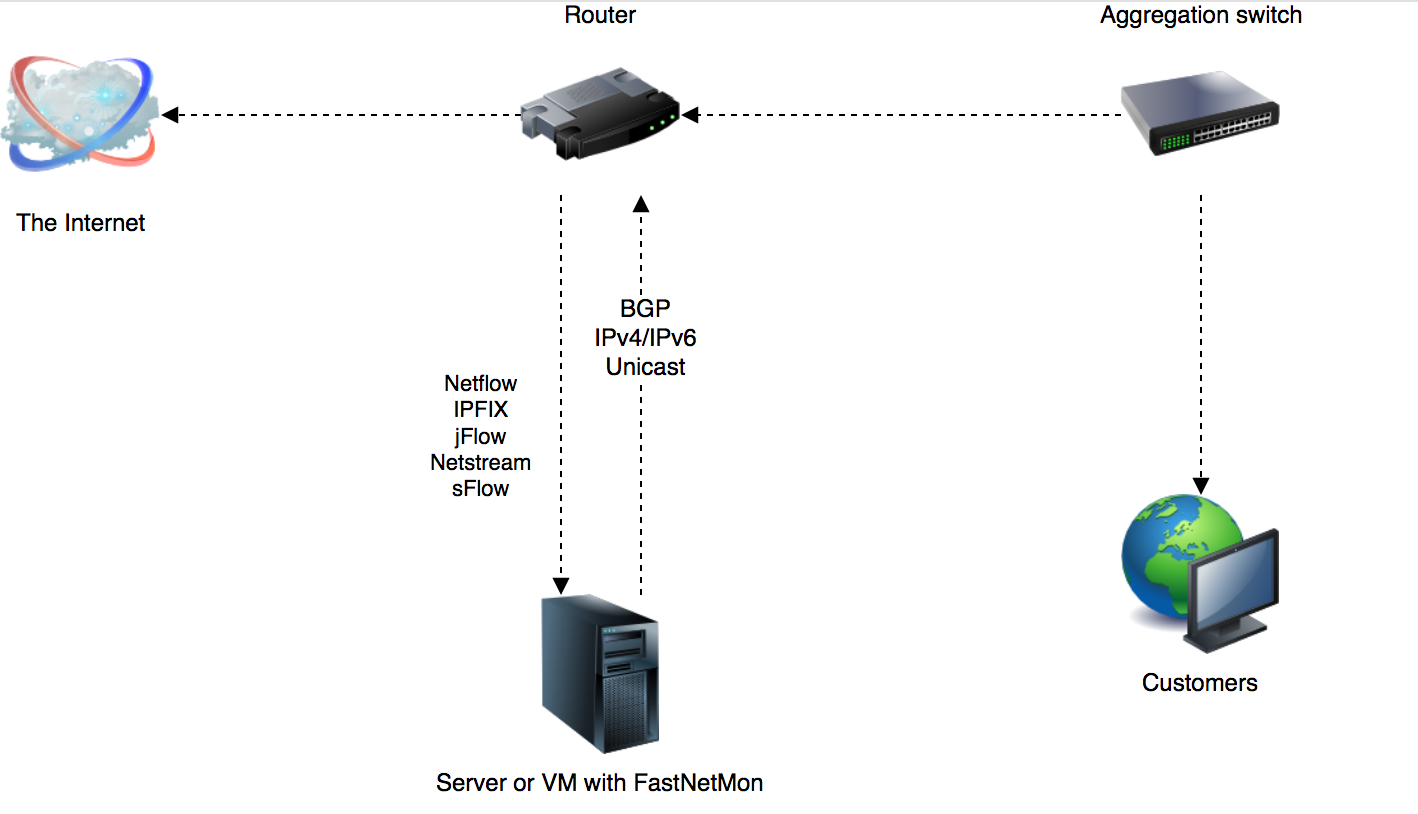 Router
Aggregation switch
The Internet
BGP
IPv4/IPv6
Unicast
Netflow
IPFIX
jFlow
Netstream
sFlow
Customers
Server or VM with FastNetMon